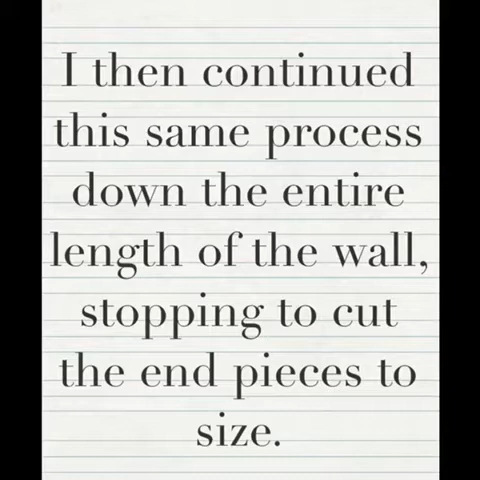 I then continued
this same process
down the entire
length of the wall,
stopping to cut
the end pieces to
size.